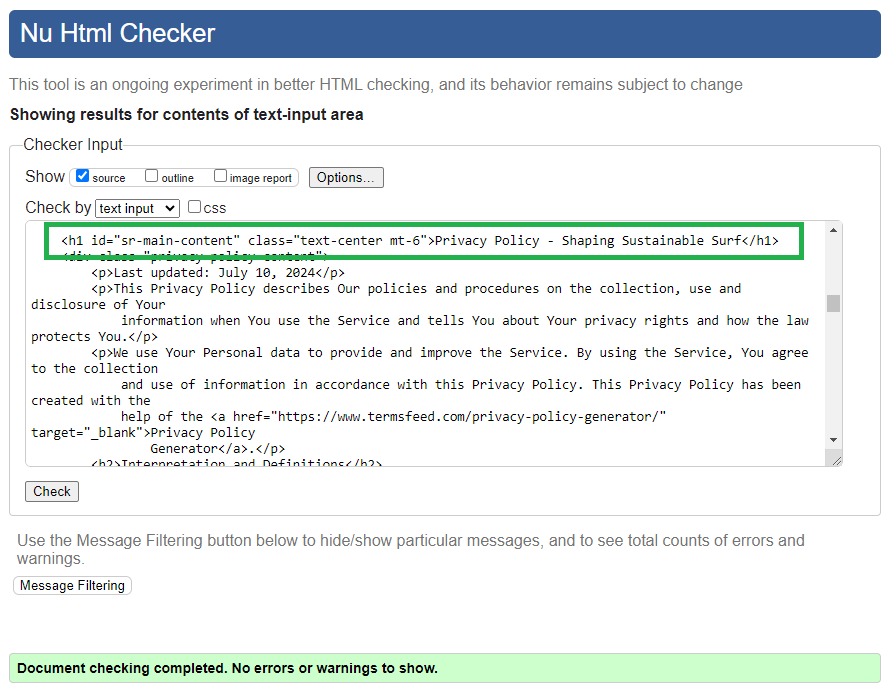 Nu Html Checker
This tool is an ongoing experiment in better HTML checking, and its behavior remains subject to change
Showing results for contents of text-input area
Checker Input
Show source outline image report Options...
Check by text input css
<h1 id="sr-main-content" class="text-center mt-6">Privacy Policy - Shaping Sustainable Surf</h1>
<div class="privacy-policy-content">
<p>Last updated: July 10, 2024</p>
<p>This Privacy Policy describes Our policies and procedures on the collection, use and
disclosure of Your
information when You use the Service and tells You about Your privacy rights and how the law
protects You.</p>
<p>We use Your Personal data to provide and improve the Service. By using the Service, You agree
to the collection
and use of information in accordance with this Privacy Policy. This Privacy Policy has been
created with the
help of the <a href="https://www.termsfeed.com/privacy-policy-generator/"
target="_blank">Privacy Policy
Generator</a>.</p>
<h2>Interpretation and Definitions</h2>
Check
Use the Message Filtering button below to hide/show particular messages, and to see total counts of errors and
warnings.
Message Filtering
Document checking completed. No errors or warnings to show.